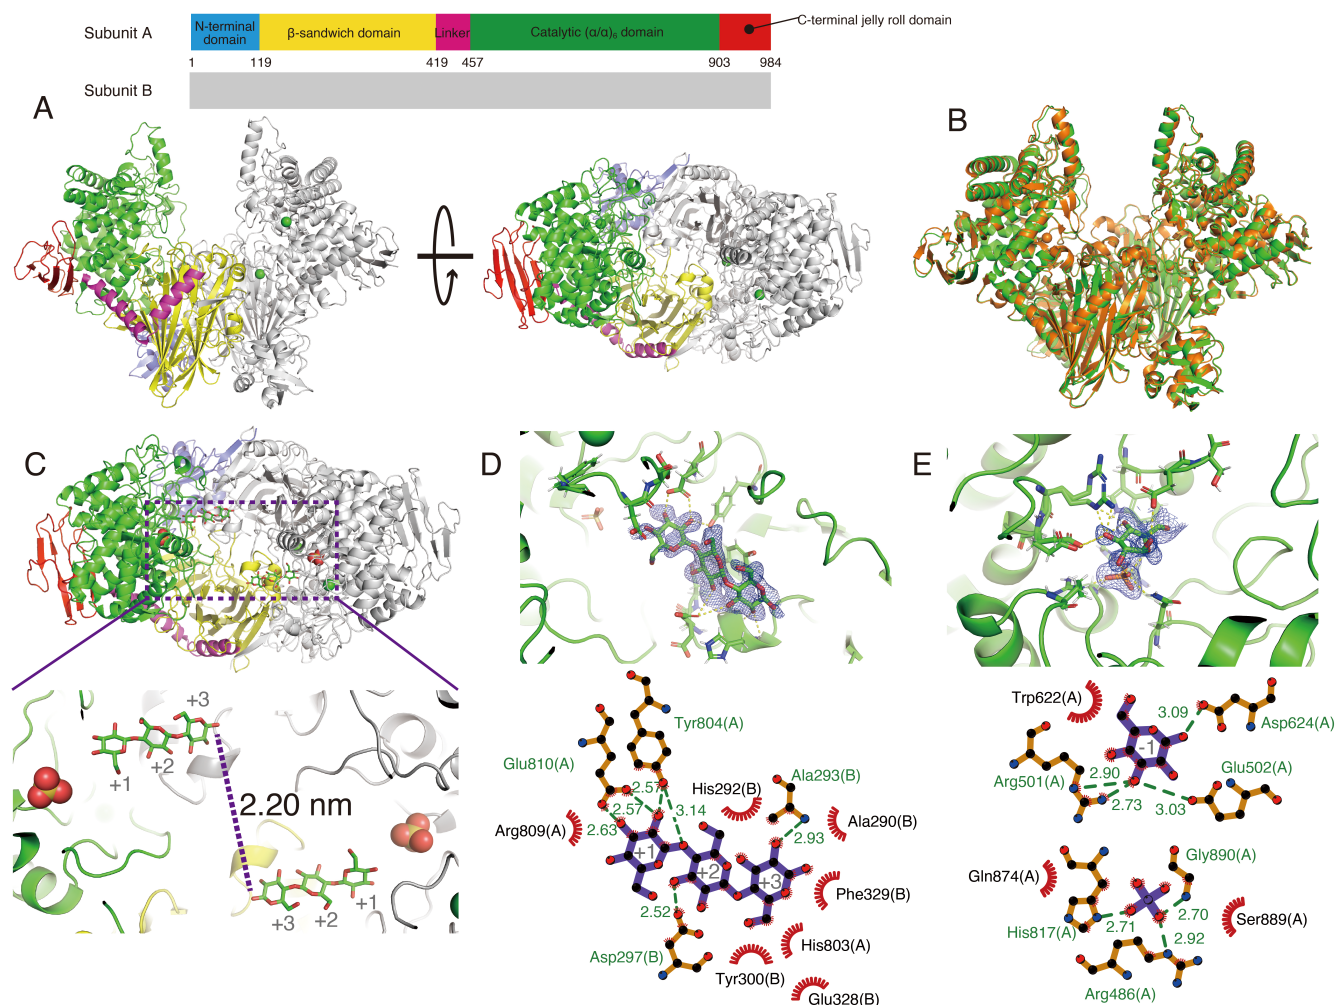 Subunit A
N-terminal
domain
β-sandwich domain
Linker
Catalytic (α/α)₆ domain
C-terminal jelly roll domain
1
119
419
457
903
984
Subunit B
A
B
C
D
E
+3
+2
+1
2.20 nm
+1
+2
+3
Tyr804(A)
Glu810(A)
Ala293(B)
His292(B)
Arg809(A)
Ala290(B)
2.57
2.57
3.14
2.63
2.93
+1
+2
+3
Phe329(B)
2.52
His803(A)
Asp297(B)
Tyr300(B)
Glu328(B)
Trp622(A)
3.09
Asp624(A)
-1
Arg501(A)
2.90
Glu502(A)
2.73
3.03
Gly890(A)
Gln874(A)
2.70
Ser889(A)
His817(A)
2.71
2.92
Arg486(A)